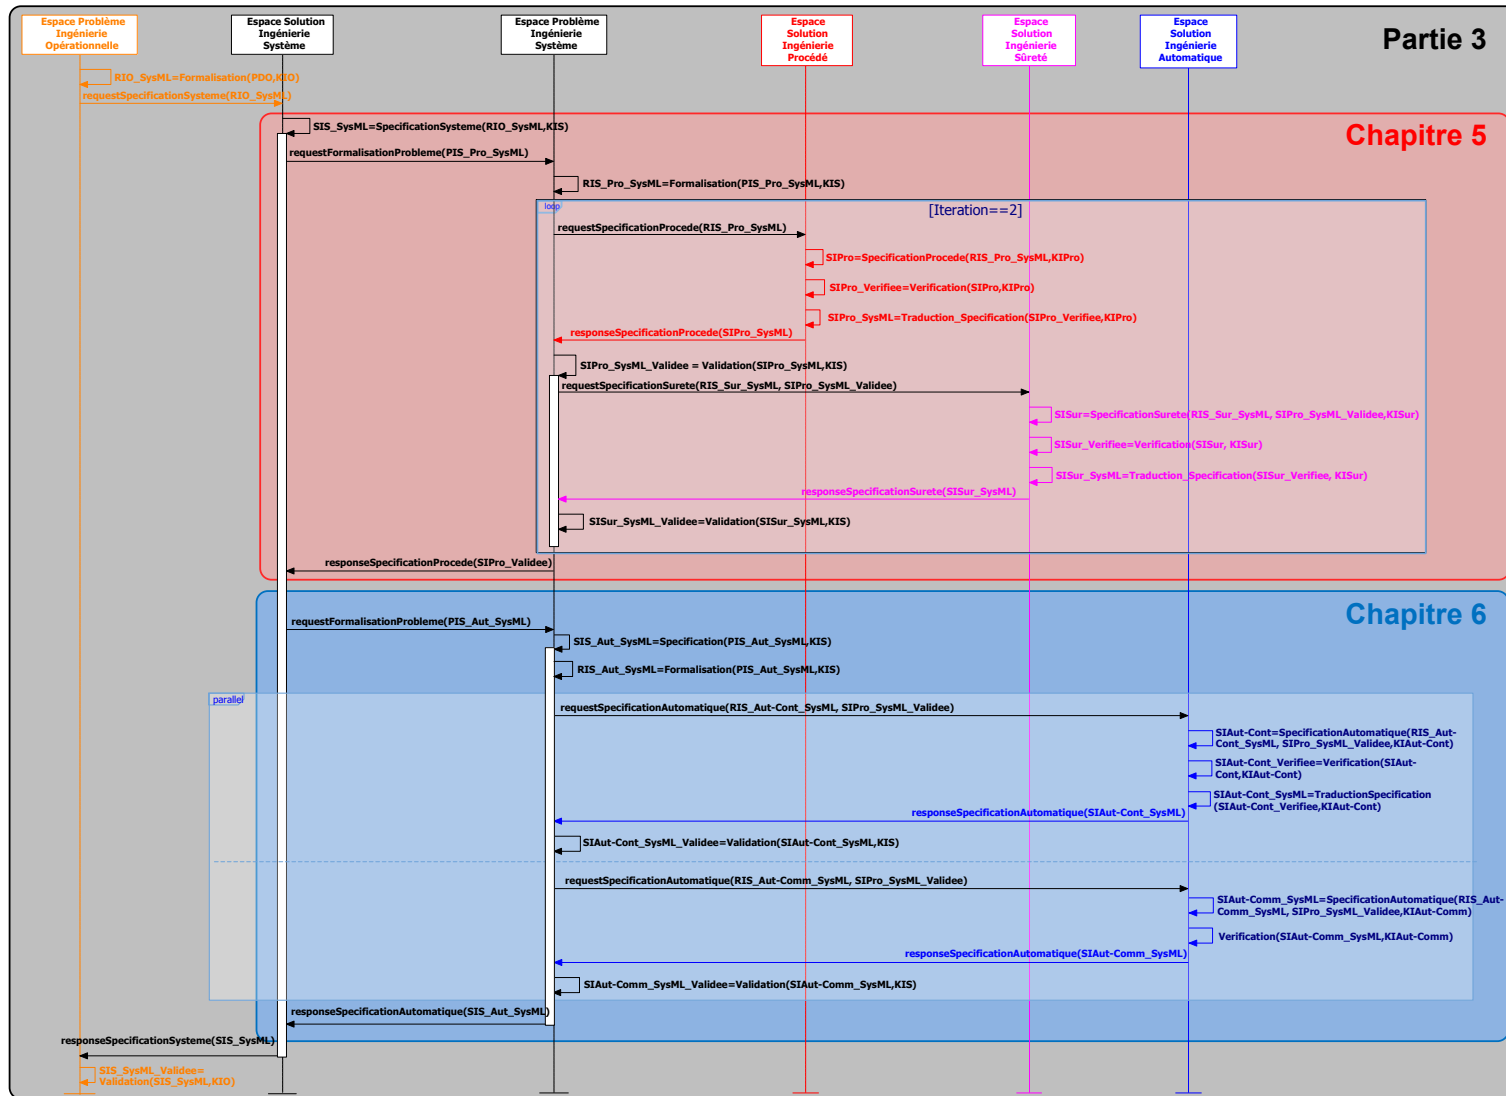 Espace Problème
Ingénierie
Opérationnelle
Espace Solution
Ingénierie
Système
Espace Problème
Ingénierie
Système
Espace
Solution
Ingénierie
Procédé
Espace
Solution
Ingénierie
Sûreté
Espace
Solution
Ingénierie
Automatique
Partie 3
RIO_SysML=Formalisation(PDO,KIO)
requestSpecificationSysteme(RIO_SysML)
Chapitre 5
SIS_SysML=SpecificationSysteme(RIO_SysML,KIS)
requestFormalisationProbleme(PIS_Pro_SysML)
RIS_Pro_SysML=Formalisation(PIS_Pro_SysML,KIS)
loop
[Iteration==2]
requestSpecificationProcede(RIS_Pro_SysML)
SIPro=SpecificationProcede(RIS_Pro_SysML,KIPro)
SIPro_Verifiee=Verification(SIPro,KIPro)
SIPro_SysML=Traduction_Specification(SIPro_Verifiee,KIPro)
responseSpecificationProcede(SIPro_SysML)
SIPro_SysML_Validee = Validation(SIPro_SysML,KIS)
requestSpecificationSurete(RIS_Sur_SysML, SIPro_SysML_Validee)
SISur=SpecificationSurete(RIS_Sur_SysML, SIPro_SysML_Validee,KISur)
SISur_Verifiee=Verification(SISur, KISur)
SISur_SysML=Traduction_Specification(SISur_Verifiee, KISur)
responseSpecificationSurete(SISur_SysML)
SISur_SysML_Validee=Validation(SISur_SysML,KIS)
responseSpecificationProcede(SIPro_Validee)
Chapitre 6
requestFormalisationProbleme(PIS_Aut_SysML)
SIS_Aut_SysML=Specification(PIS_Aut_SysML,KIS)
RIS_Aut_SysML=Formalisation(PIS_Aut_SysML,KIS)
parallel
requestSpecificationAutomatique(RIS_Aut-Cont_SysML, SIPro_SysML_Validee)
SIAut-Cont=SpecificationAutomatique(RIS_Aut-
Cont_SysML, SIPro_SysML_Validee,KIAut-Cont)
SIAut-Cont_Verifiee=Verification(SIAut-
Cont,KIAut-Cont)
SIAut-Cont_SysML=TraductionSpecification
(SIAut-Cont_Verifiee,KIAut-Cont)
responseSpecificationAutomatique(SIAut-Cont_SysML)
SIAut-Cont_SysML_Validee=Validation(SIAut-Cont_SysML,KIS)
requestSpecificationAutomatique(RIS_Aut-Comm_SysML, SIPro_SysML_Validee)
SIAut-Comm_SysML=SpecificationAutomatique(RIS_Aut-
Comm_SysML, SIPro_SysML_Validee,KIAut-Comm)
Verification(SIAut-Comm_SysML,KIAut-Comm)
responseSpecificationAutomatique(SIAut-Comm_SysML)
SIAut-Comm_SysML_Validee=Validation(SIAut-Comm_SysML,KIS)
responseSpecificationAutomatique(SIS_Aut_SysML)
responseSpecificationSysteme(SIS_SysML)
SIS_SysML_Validee=
Validation(SIS_SysML,KIO)